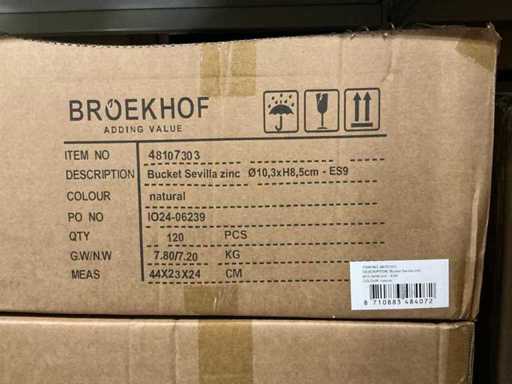 BROEKHOF
ADDING VALUE
ITEM NO 48107303
DESCRIPTION Bucket Sevilla zinc Ø10,3xH8,5cm - ES9
COLOUR natural
PO NO IO24-06239
QTY 120 PCS
G.W/N.W 7.80/7.20 KG
MEAS 44X23X24 CM
8 710883 484072